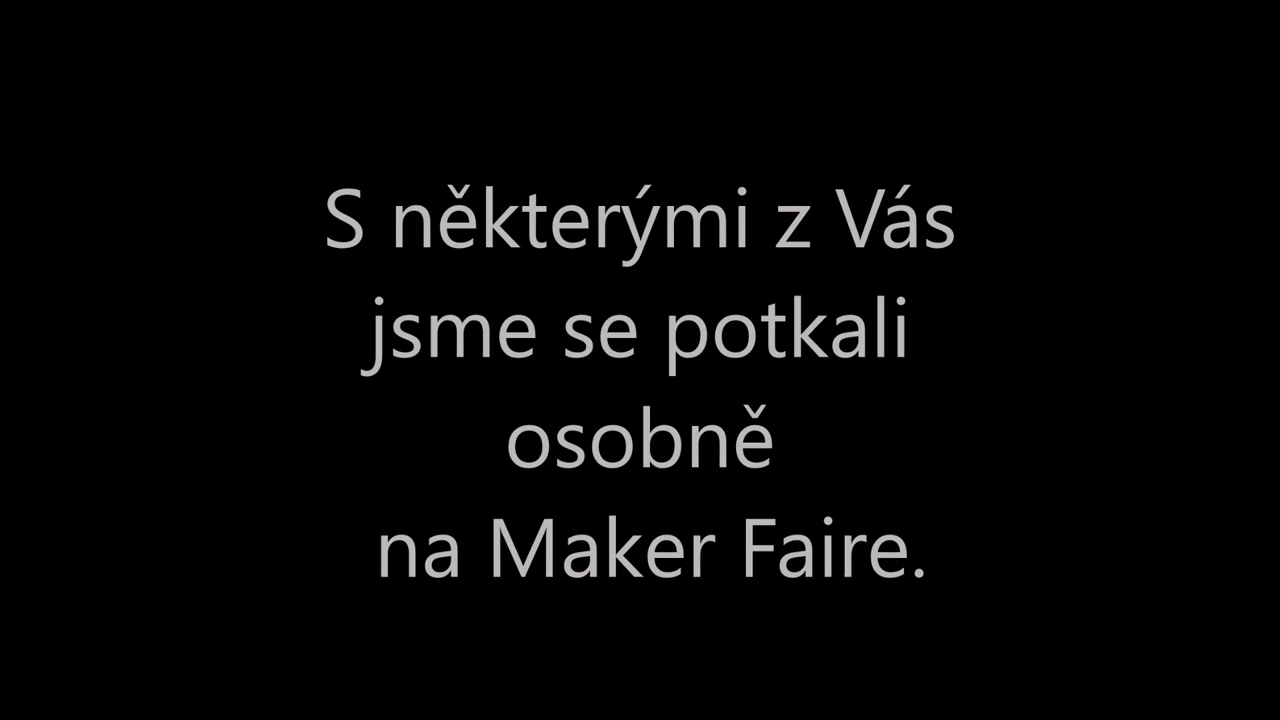 S některými z Vás
jsme se potkali
osobně
na Maker Faire.